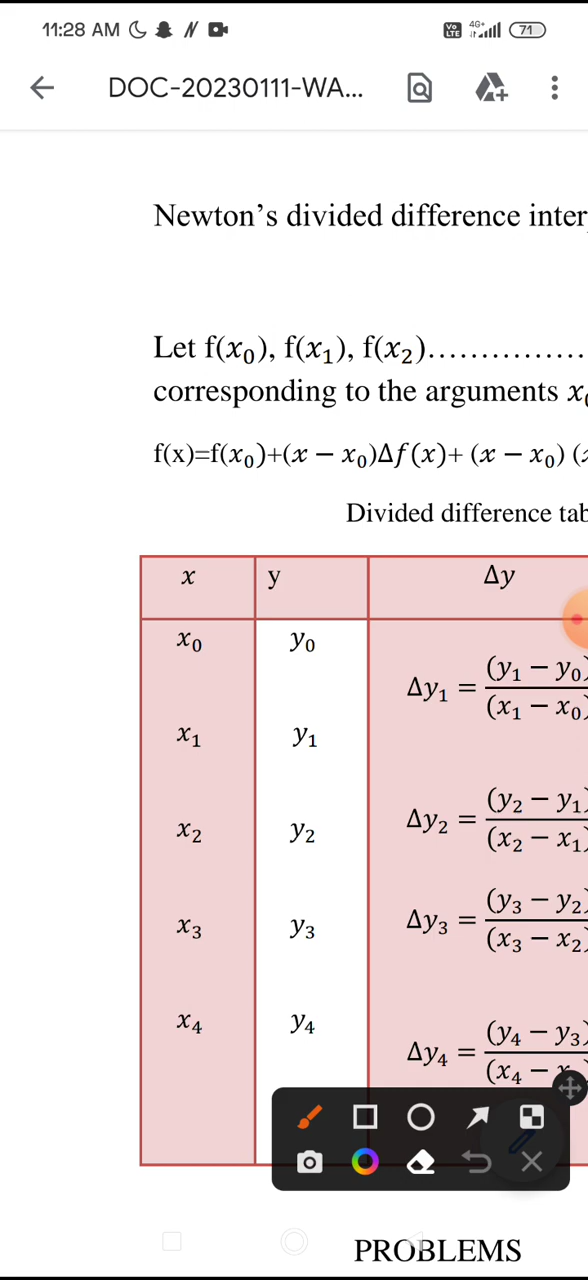 11:28 AM
Vo LTE 4G+ 71
DOC-20230111-WA...
Newton's divided difference inter
Let f(x₀), f(x₁), f(x₂)...............
corresponding to the arguments x
f(x)=f(x₀)+(x − x₀)Δf(x)+ (x − x₀) (
Divided difference tab
x y Δy
x₀ y₀
Δy₁ = (y₁ − y₀) / (x₁ − x₀)
x₁ y₁
Δy₂ = (y₂ − y₁) / (x₂ − x₁)
x₂ y₂
Δy₃ = (y₃ − y₂) / (x₃ − x₂)
x₃ y₃
x₄ y₄
Δy₄ = (y₄ − y₃) / (x₄ −
PROBLEMS